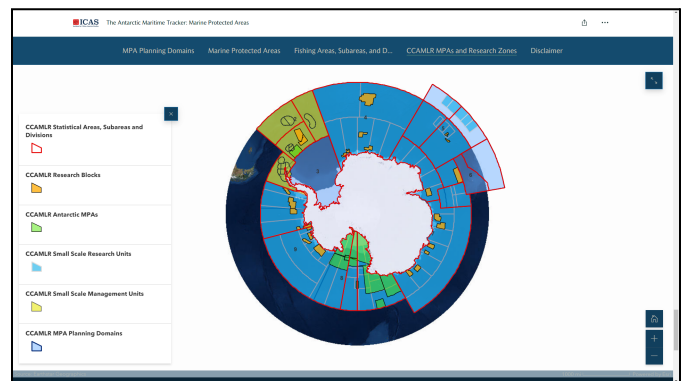 ICAS The Antarctic Maritime Tracker: Marine Protected Areas
MPA Planning Domains Marine Protected Areas Fishing Areas, Subareas, and D... CCAMLR MPAs and Research Zones Disclaimer
CCAMLR Statistical Areas, Subareas and
Divisions
CCAMLR Research Blocks
CCAMLR Antarctic MPAs
CCAMLR Small Scale Research Units
CCAMLR Small Scale Management Units
CCAMLR MPA Planning Domains